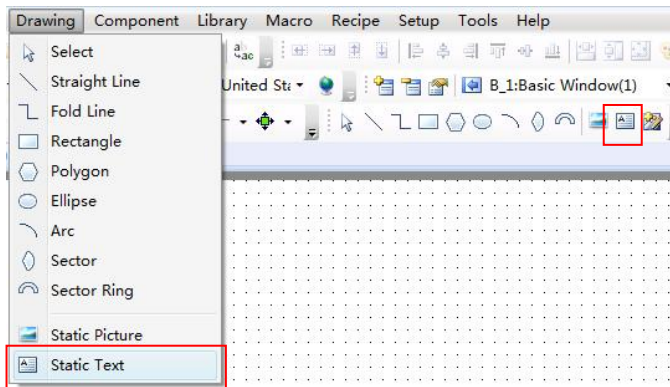 Drawing Component Library Macro Recipe Setup Tools Help
Select
Straight Line United Sta B_1:Basic Window(1)
Fold Line
Rectangle
Polygon
Ellipse
Arc
Sector
Sector Ring
Static Picture
Static Text